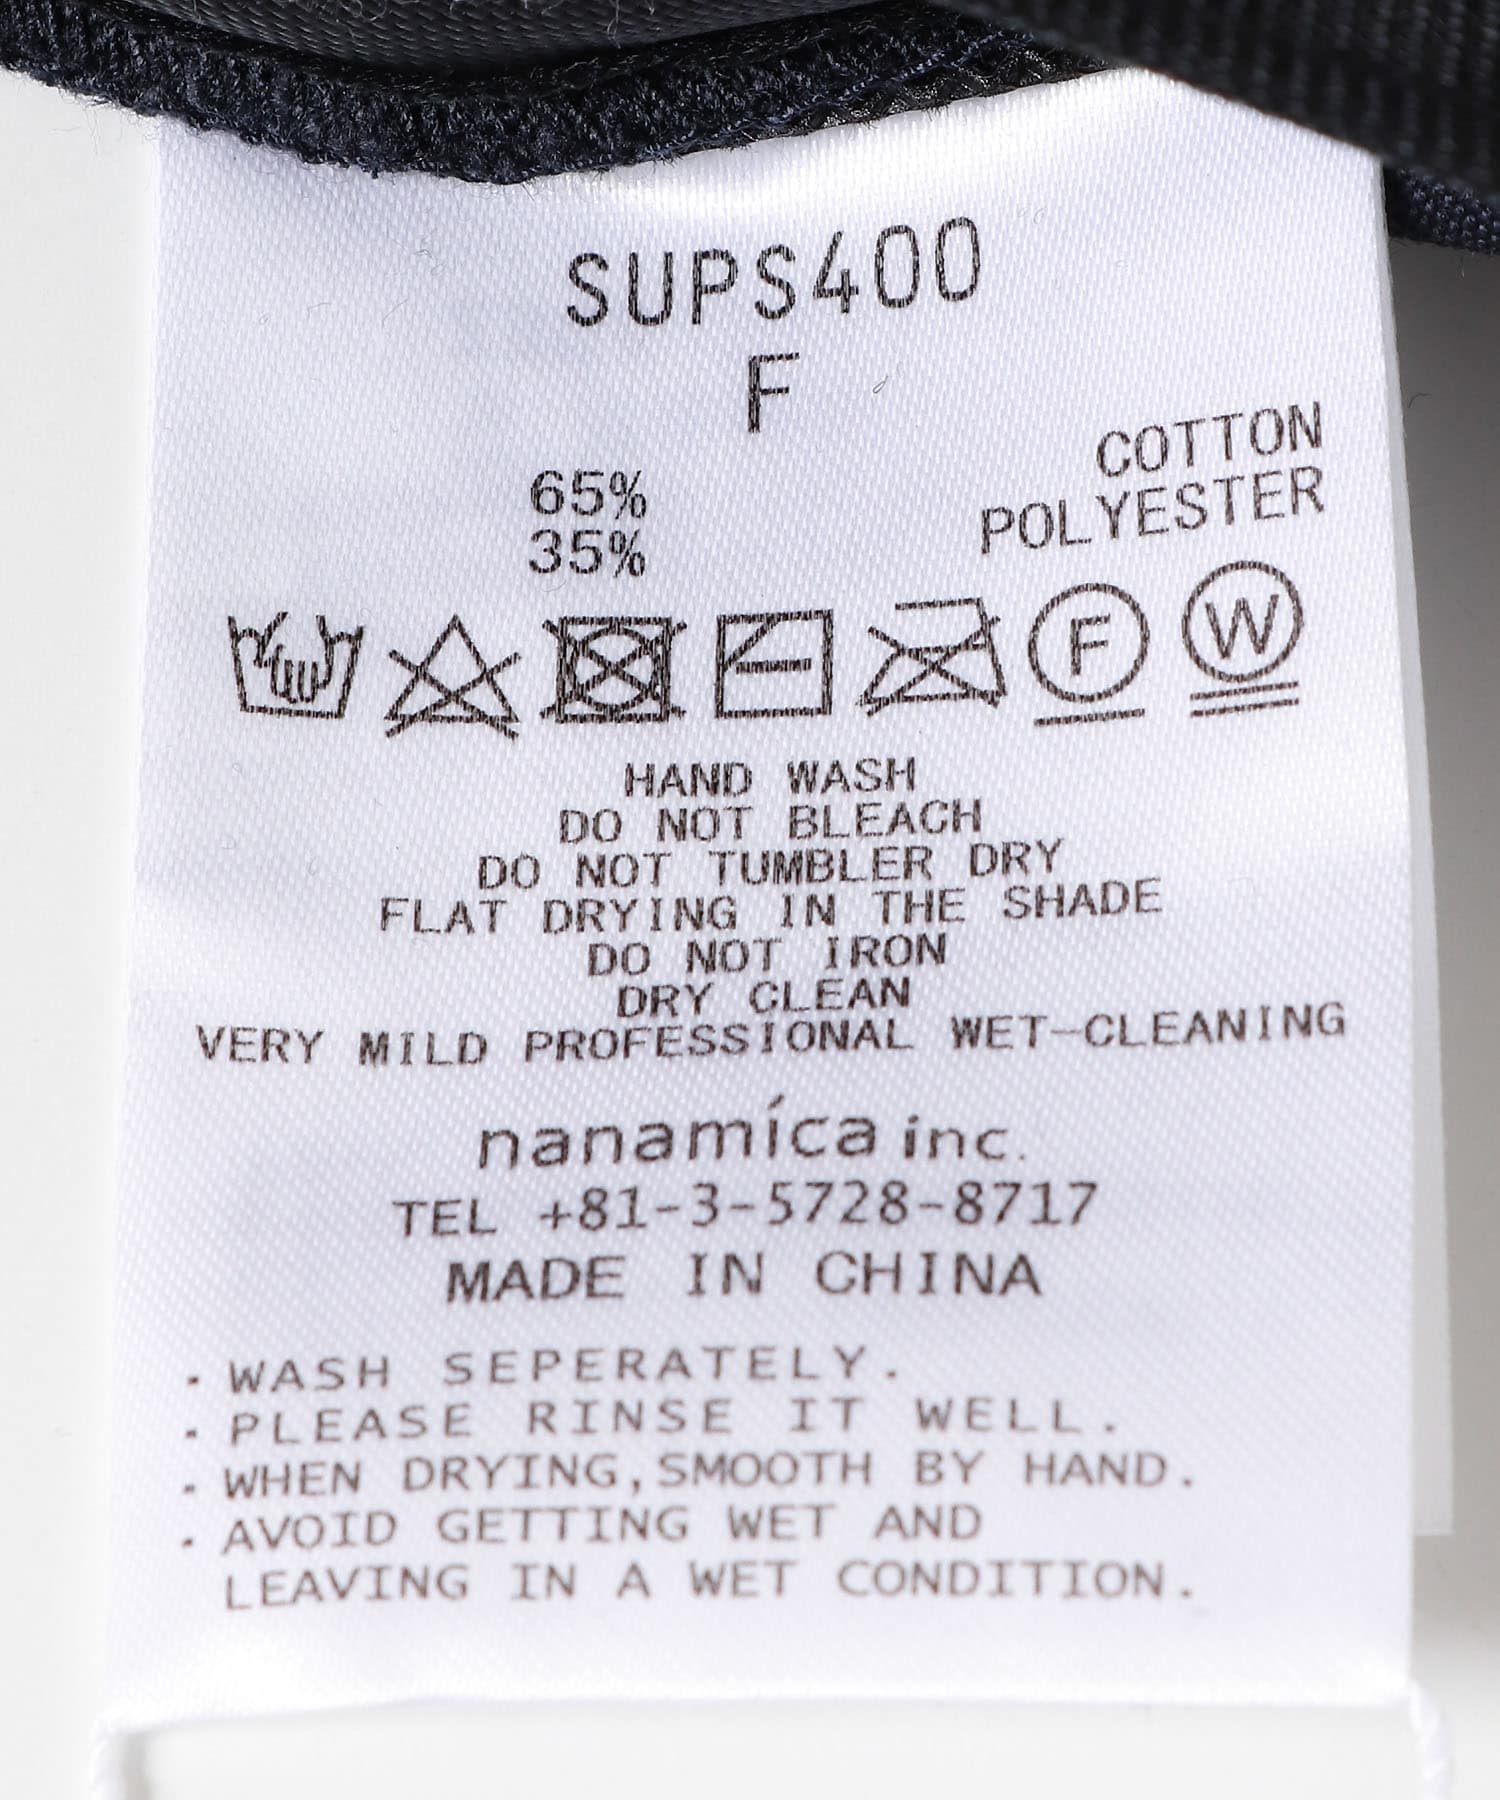 SUPS400
F
65% COTTON
35% POLYESTER
F W
HAND WASH
DO NOT BLEACH
DO NOT TUMBLER DRY
FLAT DRYING IN THE SHADE
DO NOT IRON
DRY CLEAN
VERY MILD PROFESSIONAL WET-CLEANING
nanamíca inc.
TEL +81-3-5728-8717
MADE IN CHINA
· WASH SEPERATELY.
· PLEASE RINSE IT WELL.
· WHEN DRYING,SMOOTH BY HAND.
· AVOID GETTING WET AND
LEAVING IN A WET CONDITION.